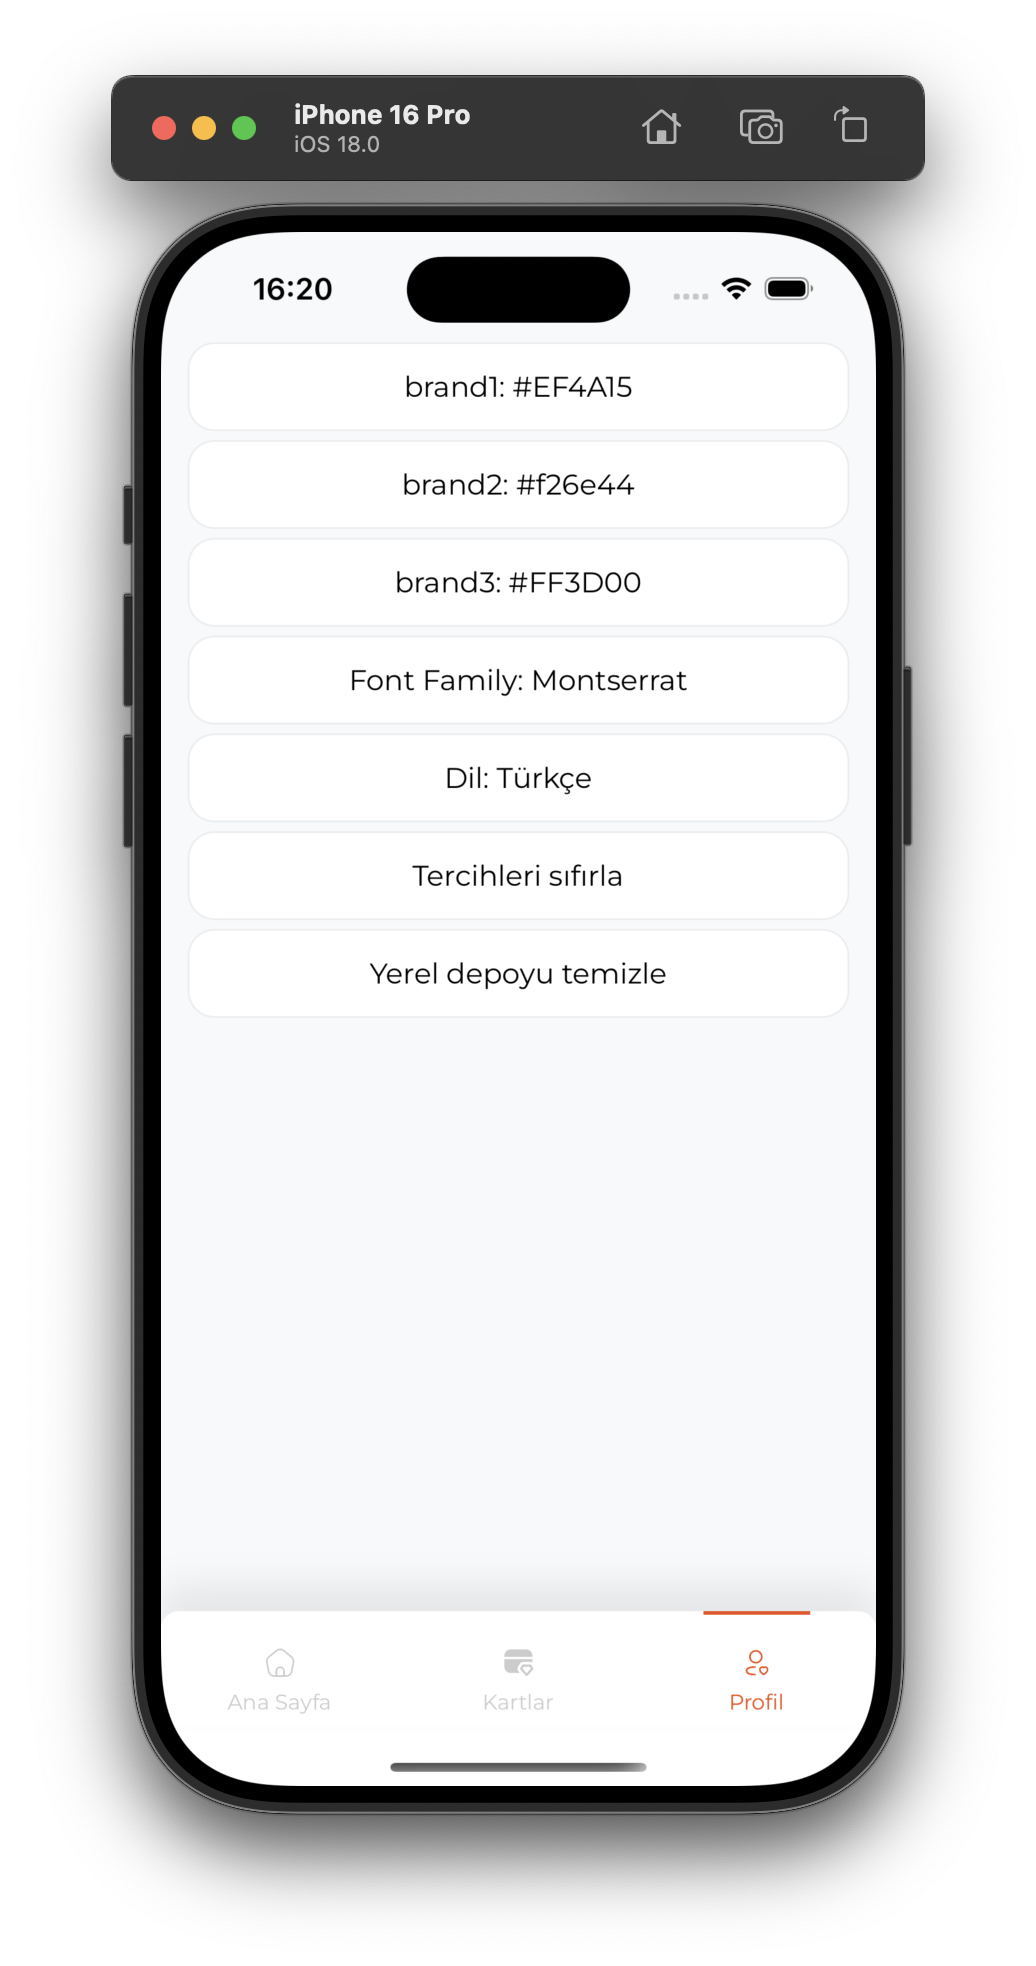 iPhone 16 Pro
iOS 18.0
16:20
brand1: #EF4A15
brand2: #f26e44
brand3: #FF3D00
Font Family: Montserrat
Dil: Türkçe
Tercihleri sıfırla
Yerel depoyu temizle
Ana Sayfa
Kartlar
Profil